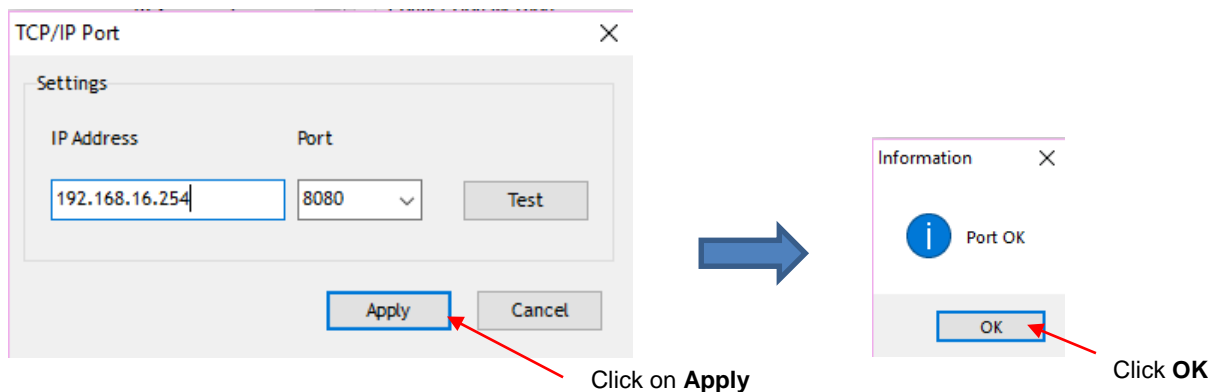 TCP/IP Port
Settings
IP Address Port
192.168.16.254 8080 Test
Apply Cancel
Click on Apply
Information
i Port OK
OK
Click OK